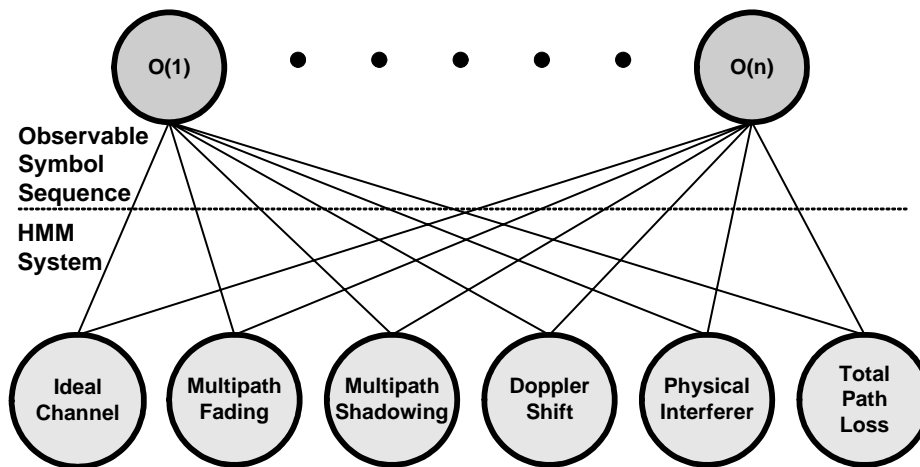 O(1)
O(n)
Observable
Symbol
Sequence
HMM
System
Ideal
Channel
Multipath
Fading
Multipath
Shadowing
Doppler
Shift
Physical
Interferer
Total
Path
Loss